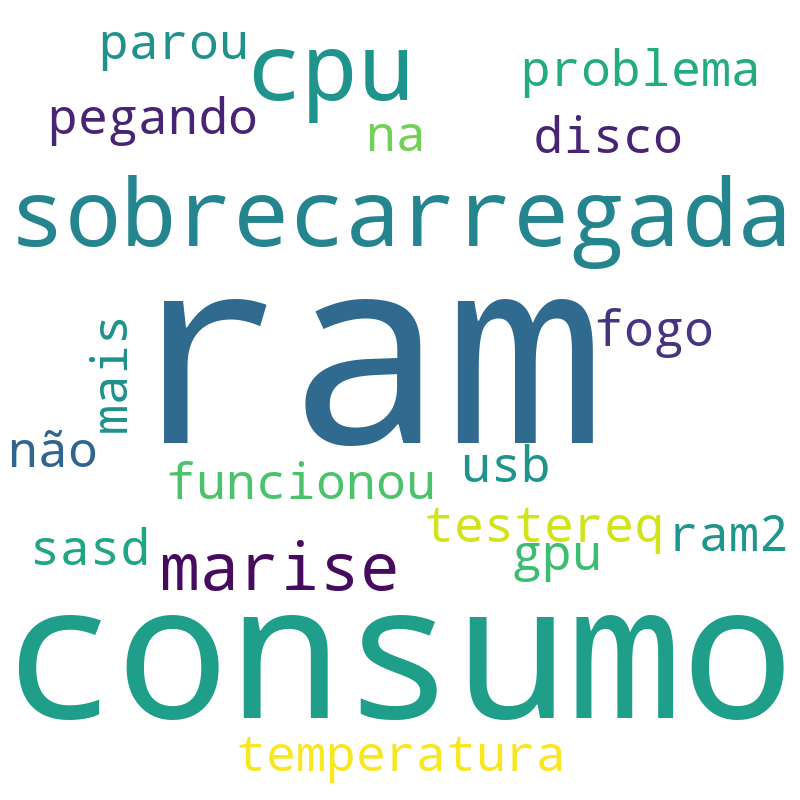 parou
cpu
problema
pegando
na
disco
sobrecarregada
ram
fogo
mais
não
funcionou
usb
testereq
ram2
sasd
marise
gpu
consumo
temperatura